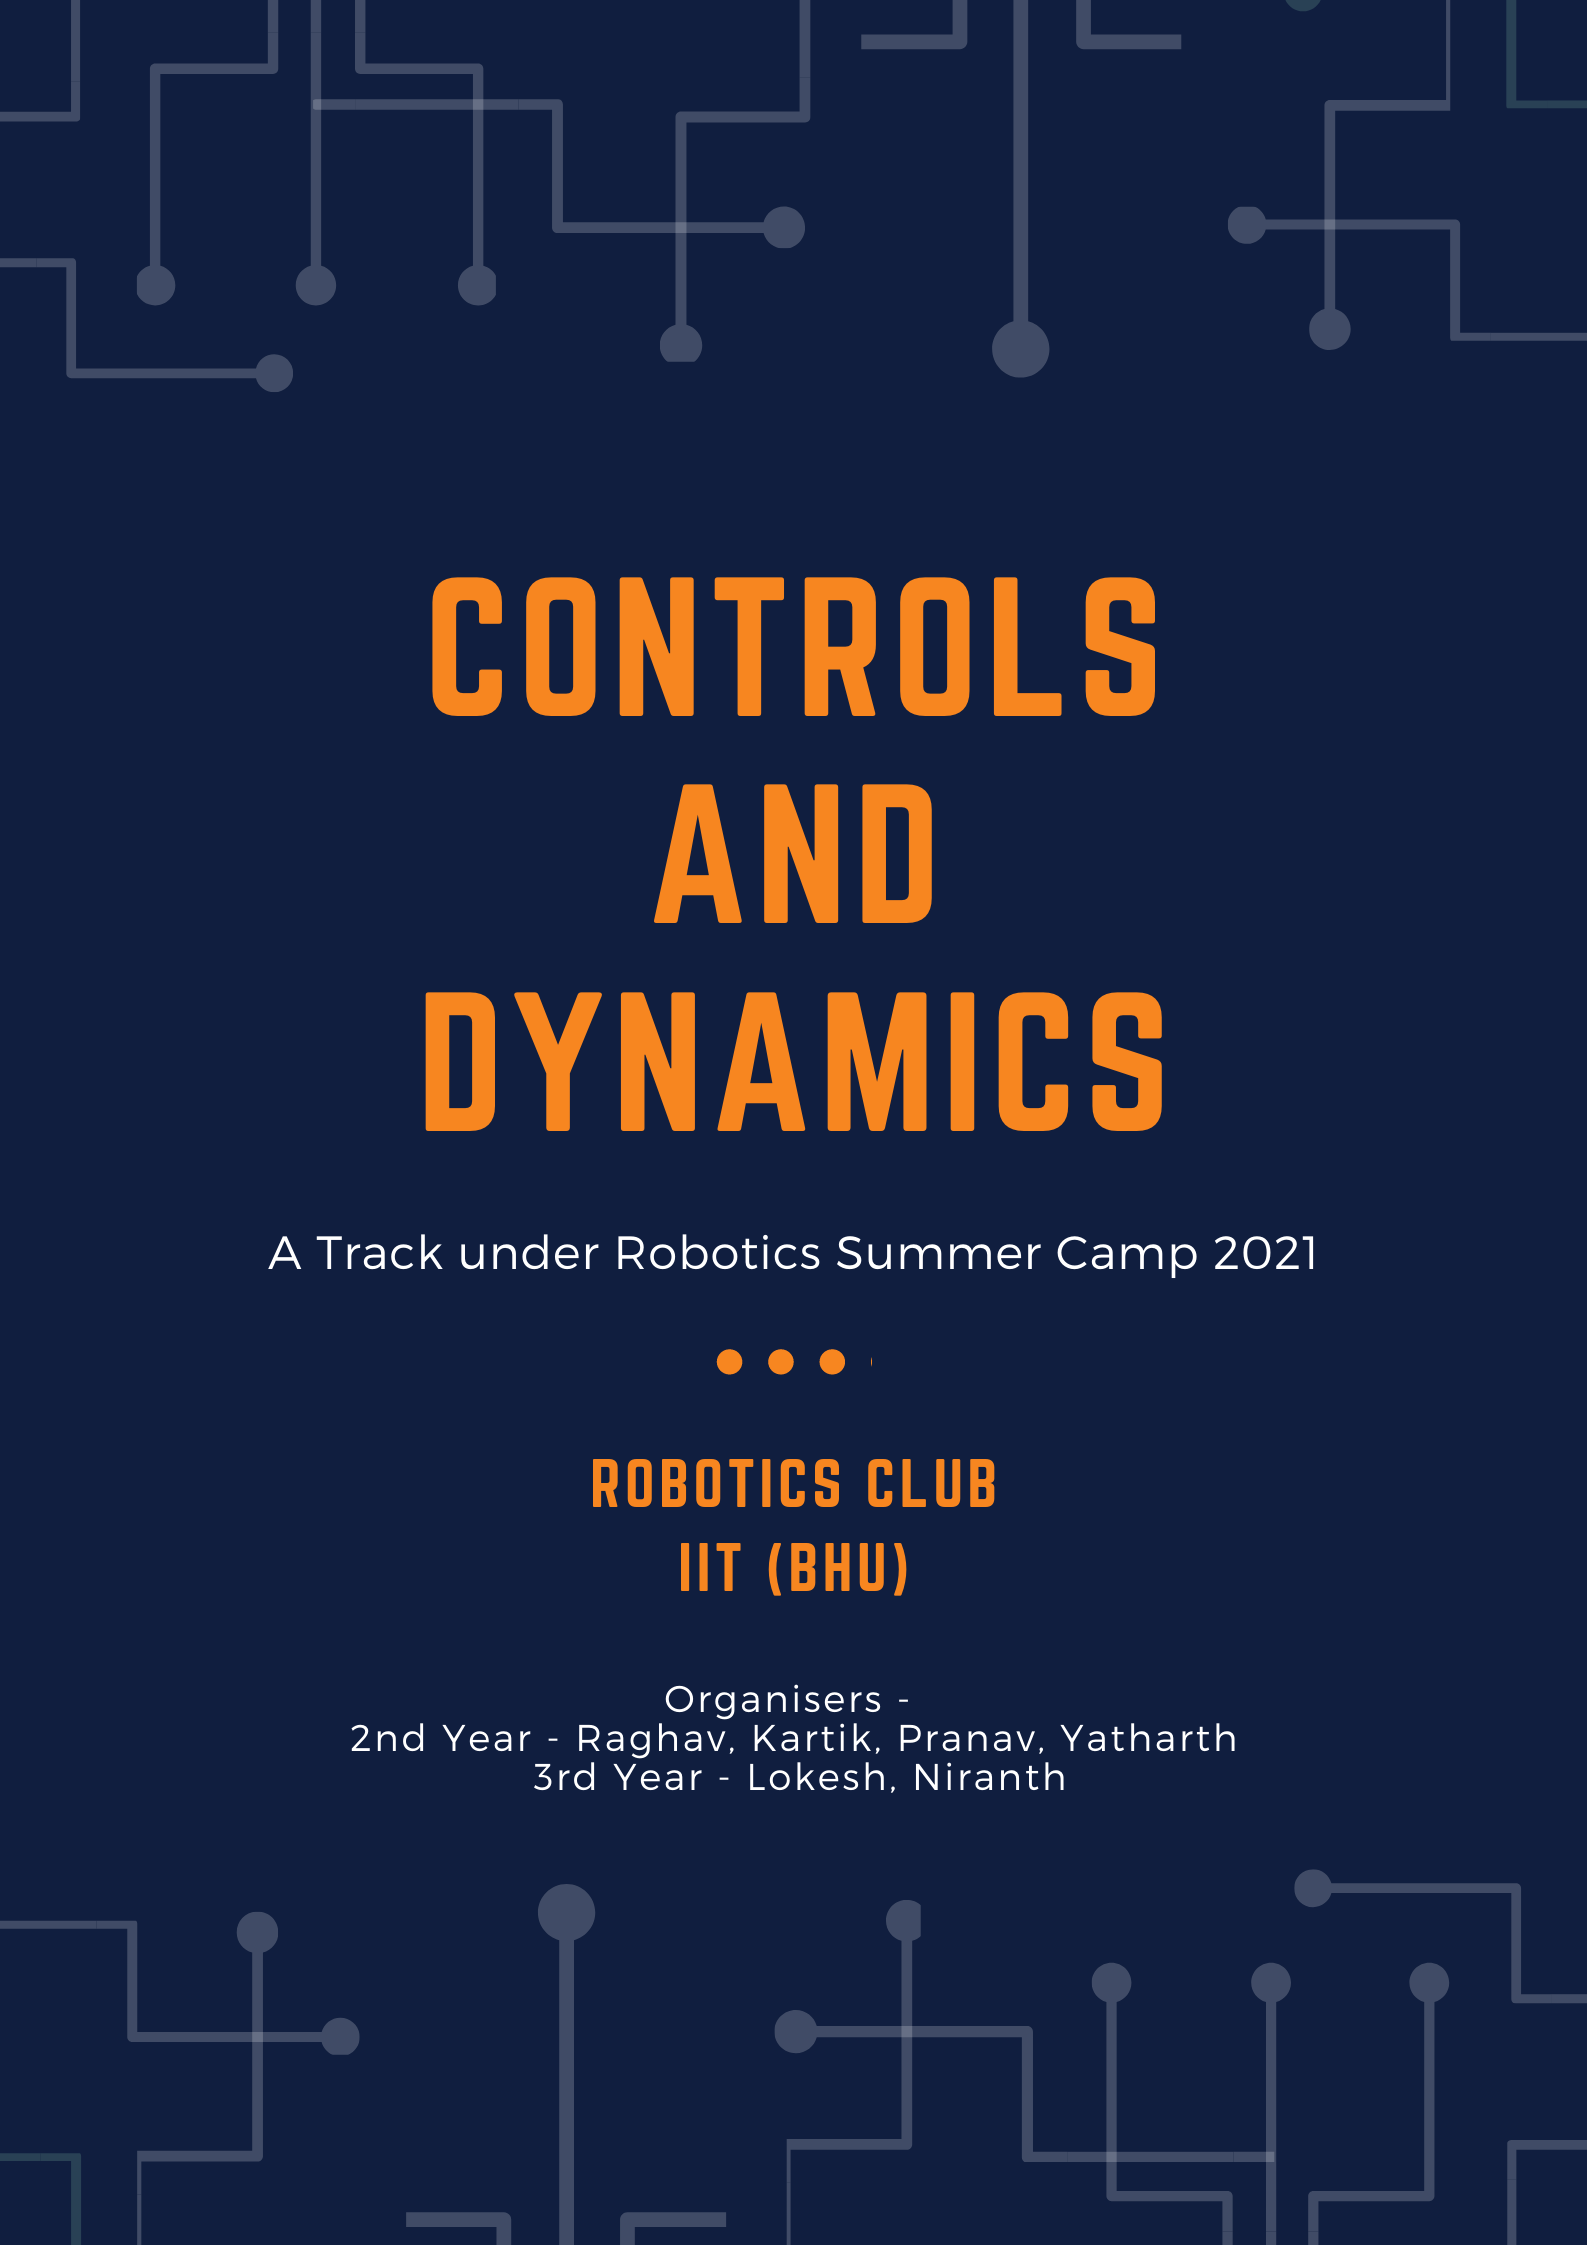 CONTROLS
AND
DYNAMICS
A Track under Robotics Summer Camp 2021
ROBOTICS CLUB
IIT (BHU)
Organisers -
2nd Year - Raghav, Kartik, Pranav, Yatharth
3rd Year - Lokesh, Niranth